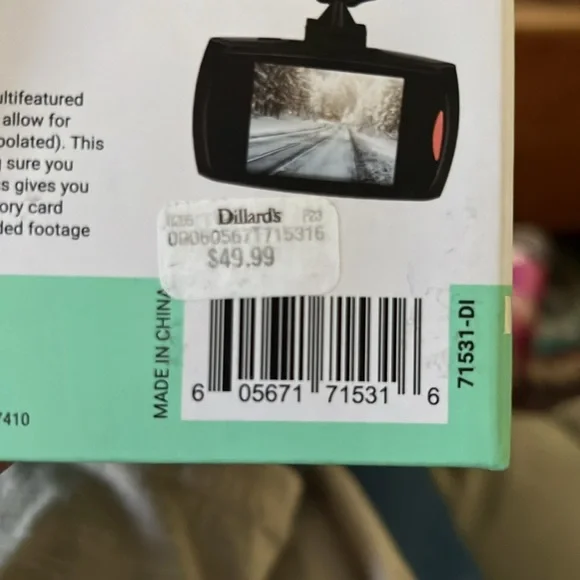 ultifeatured
allow for
polated). This
sure you
s gives you
ory card
ded footage
Dillard's
000605671715316
$49.99
MADE IN CHINA
6 05671 71531 6
71531-DI
7410